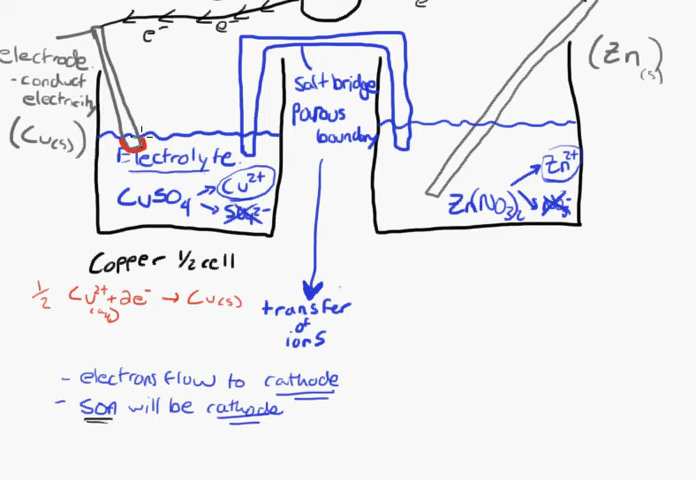 e⁻
e⁻
e⁻
electrode
- conduct
electricity
(Cu(s))
Salt bridge
Porous
boundary
(Zn(s))
Electrolyte
CuSO₄ → Cu²⁺
→ SO₄²⁻
Zn²⁺
Zn(NO₃)₂
Copper ½ cell
½ Cu²⁺(aq) + 2e⁻ → Cu(s)
transfer
of
ions
- electrons flow to cathode
- SOA will be cathode